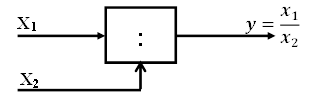 X₁
:
y = x₁/x₂
X₂